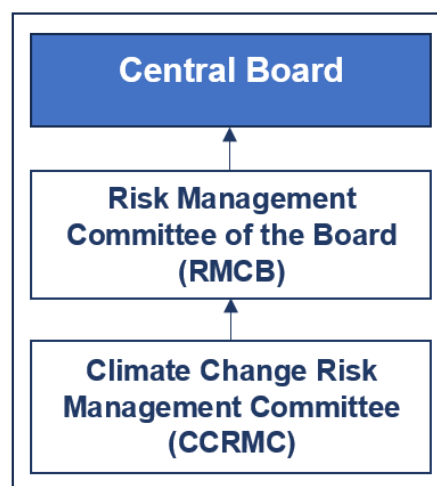 Central Board
Risk Management
Committee of the Board
(RMCB)
Climate Change Risk
Management Committee
(CCRMC)